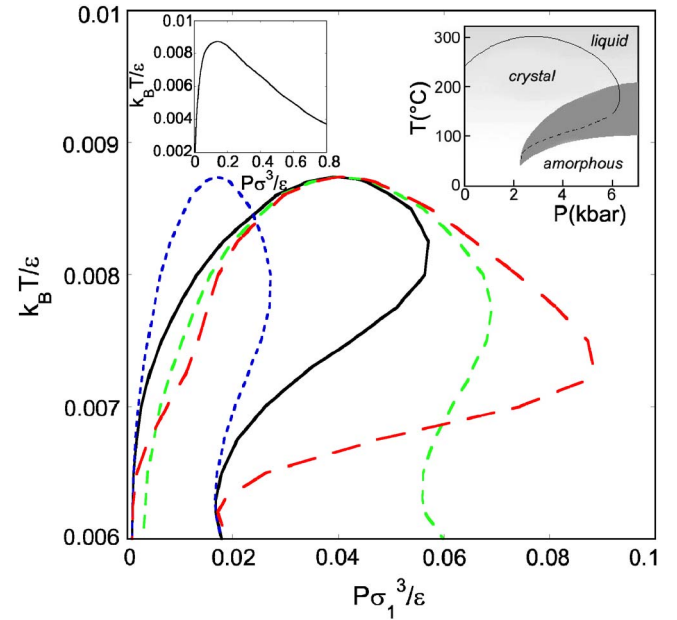 0.01
0.009
0.008
0.007
0.006
k_BT/ε
0 0.02 0.04 0.06 0.08 0.1
Pσ_1^3/ε
0.01
0.008
0.006
0.004
0.002
k_BT/ε
0 0.2 0.4 0.6 0.8
Pσ^3/ε
300
200
100
0
T(°C)
liquid
crystal
amorphous
0 2 4 6
P(kbar)